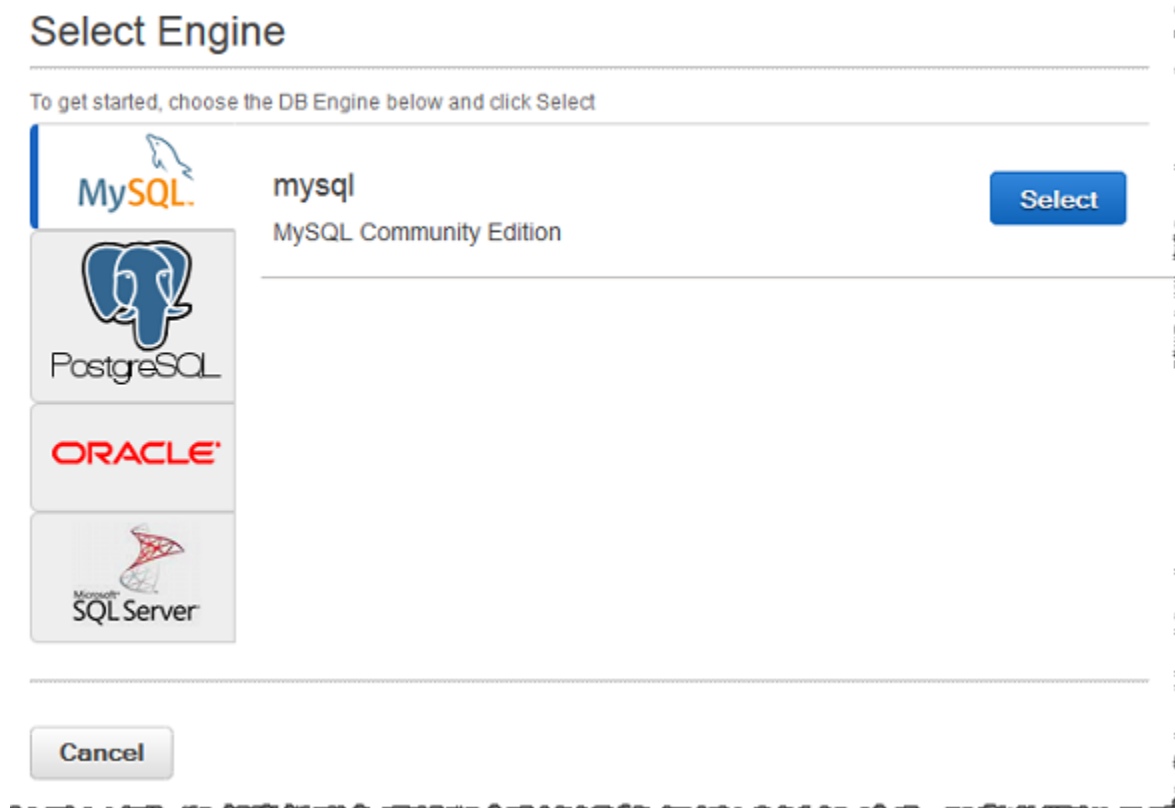 Select Engine
To get started, choose the DB Engine below and click Select
MySQL™
mysql
MySQL Community Edition
Select
PostgreSQL
ORACLE®
Microsoft®
SQL Server®
Cancel